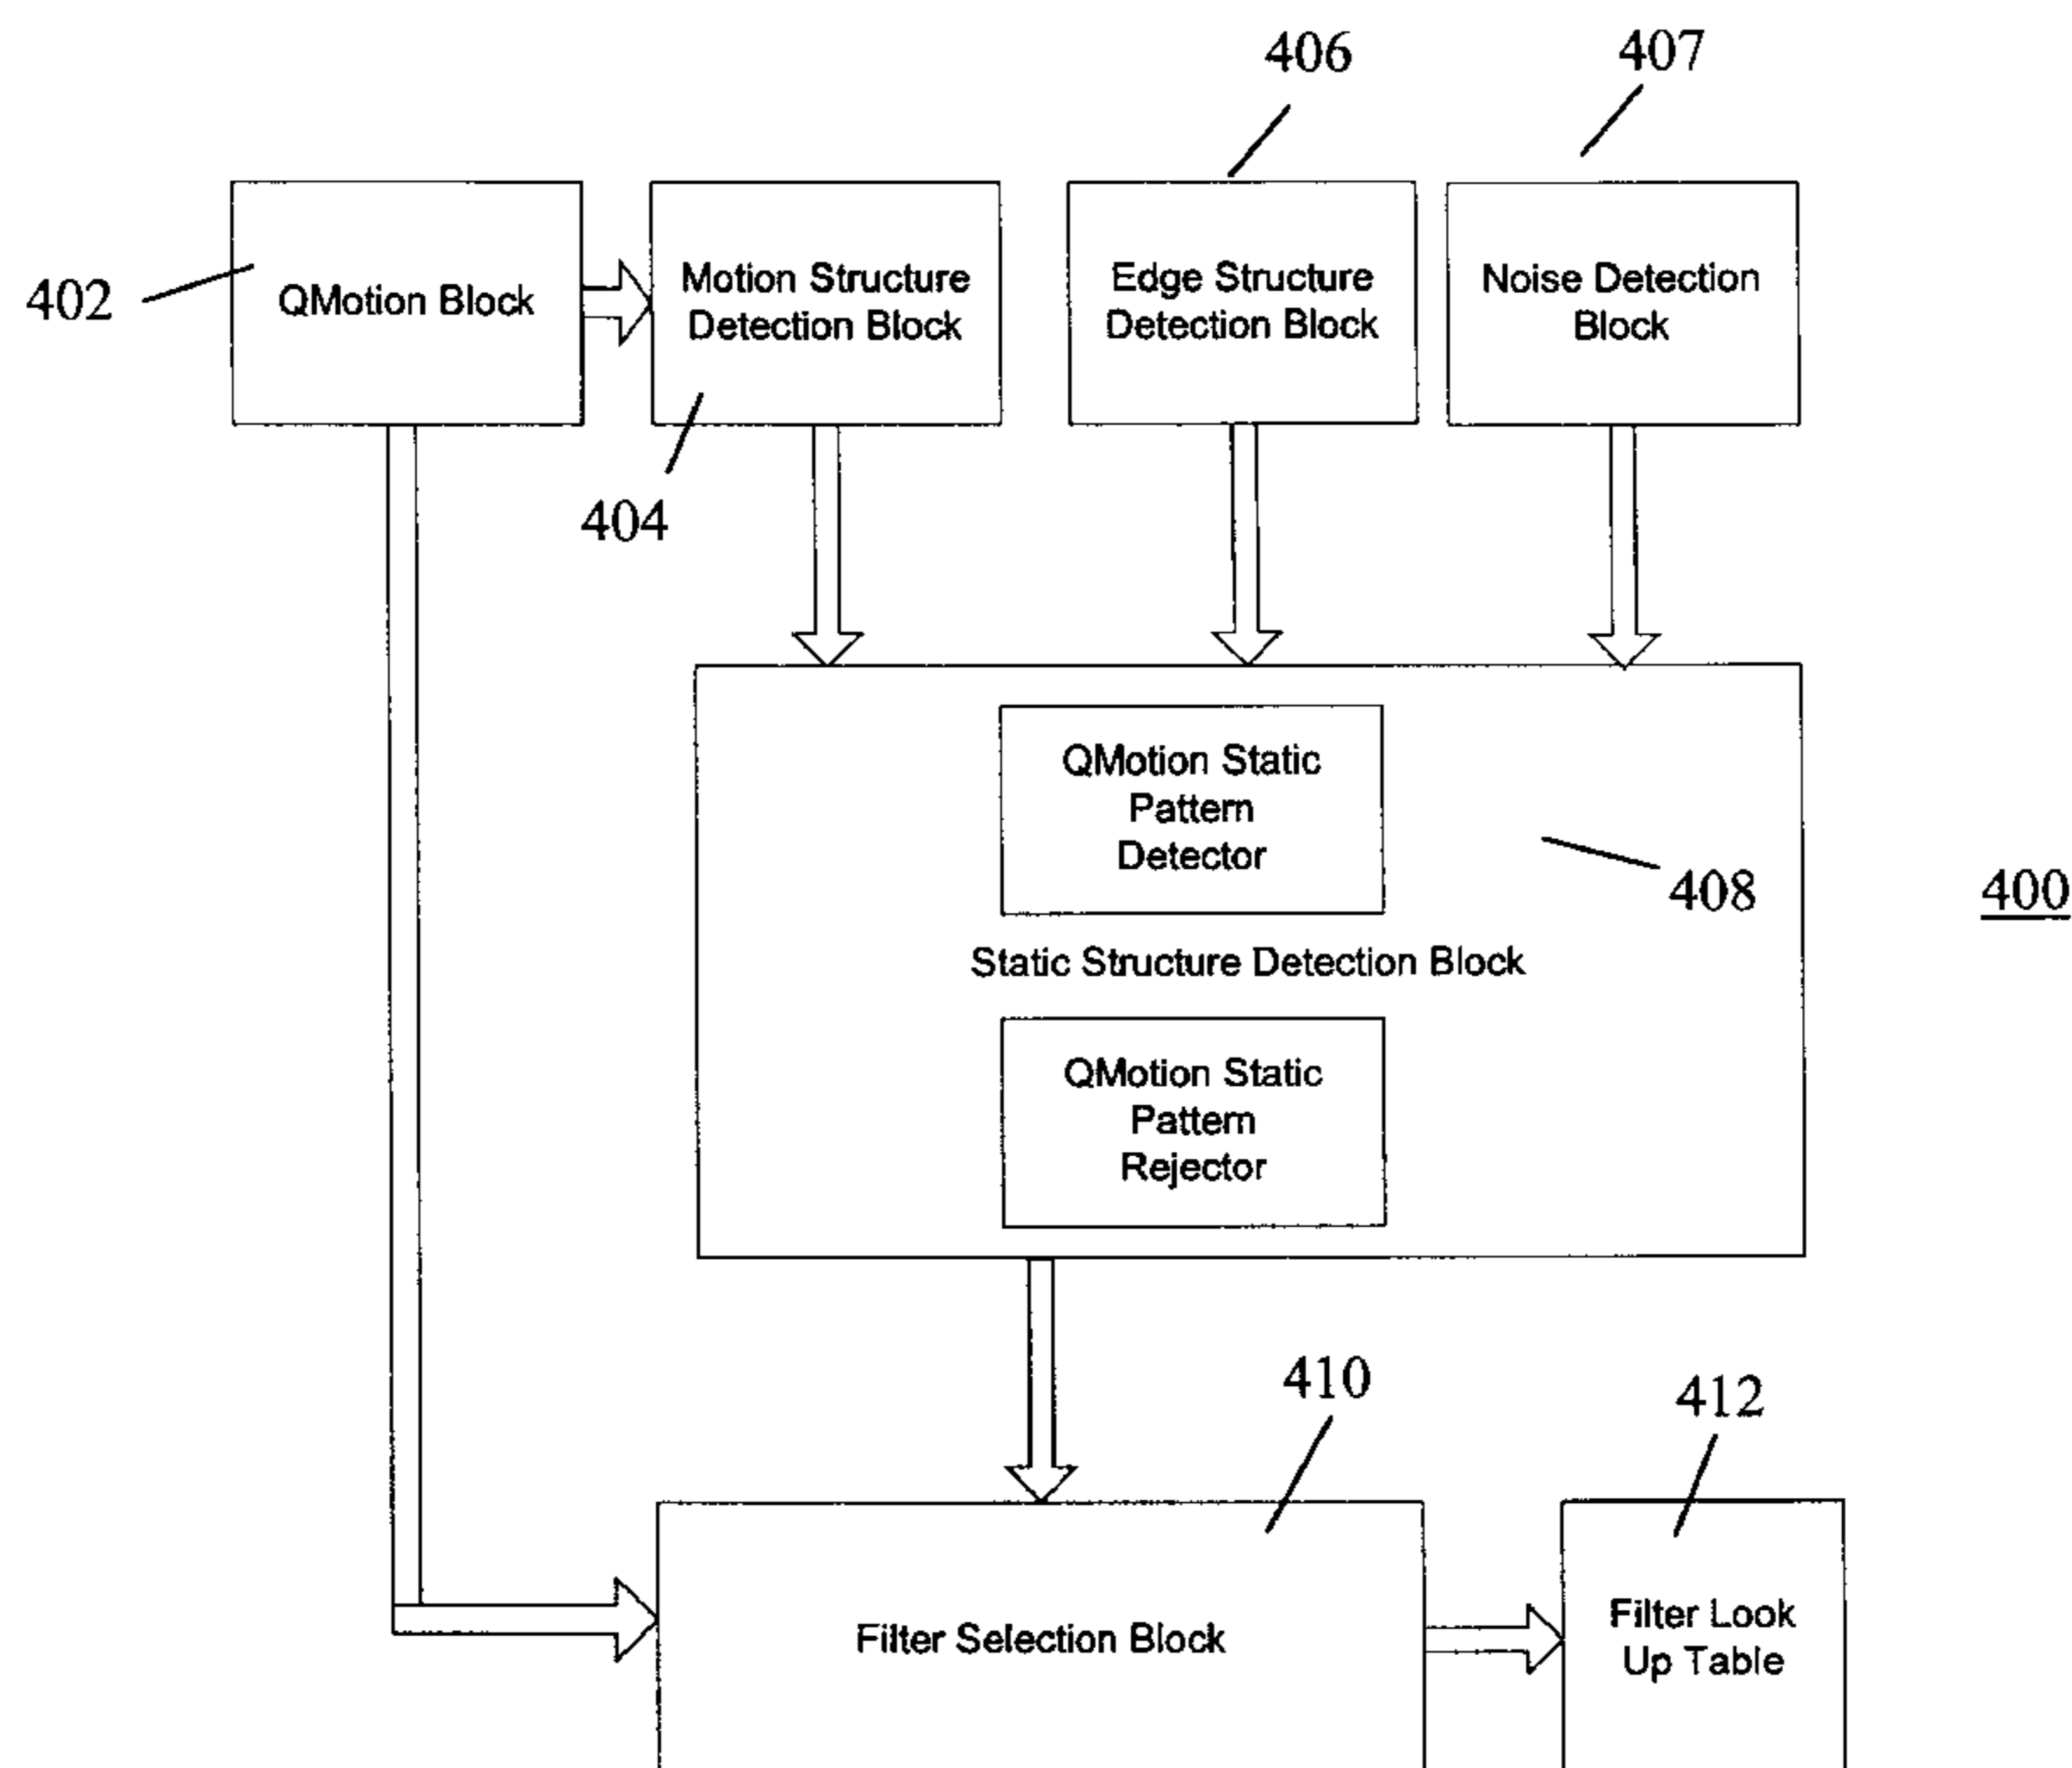 406
407
402
QMotion Block
Motion Structure
Detection Block
Edge Structure
Detection Block
Noise Detection
Block
404
QMotion Static
Pattern
Detector
408
400
Static Structure Detection Block
QMotion Static
Pattern
Rejector
410
412
Filter Selection Block
Filter Look
Up Table